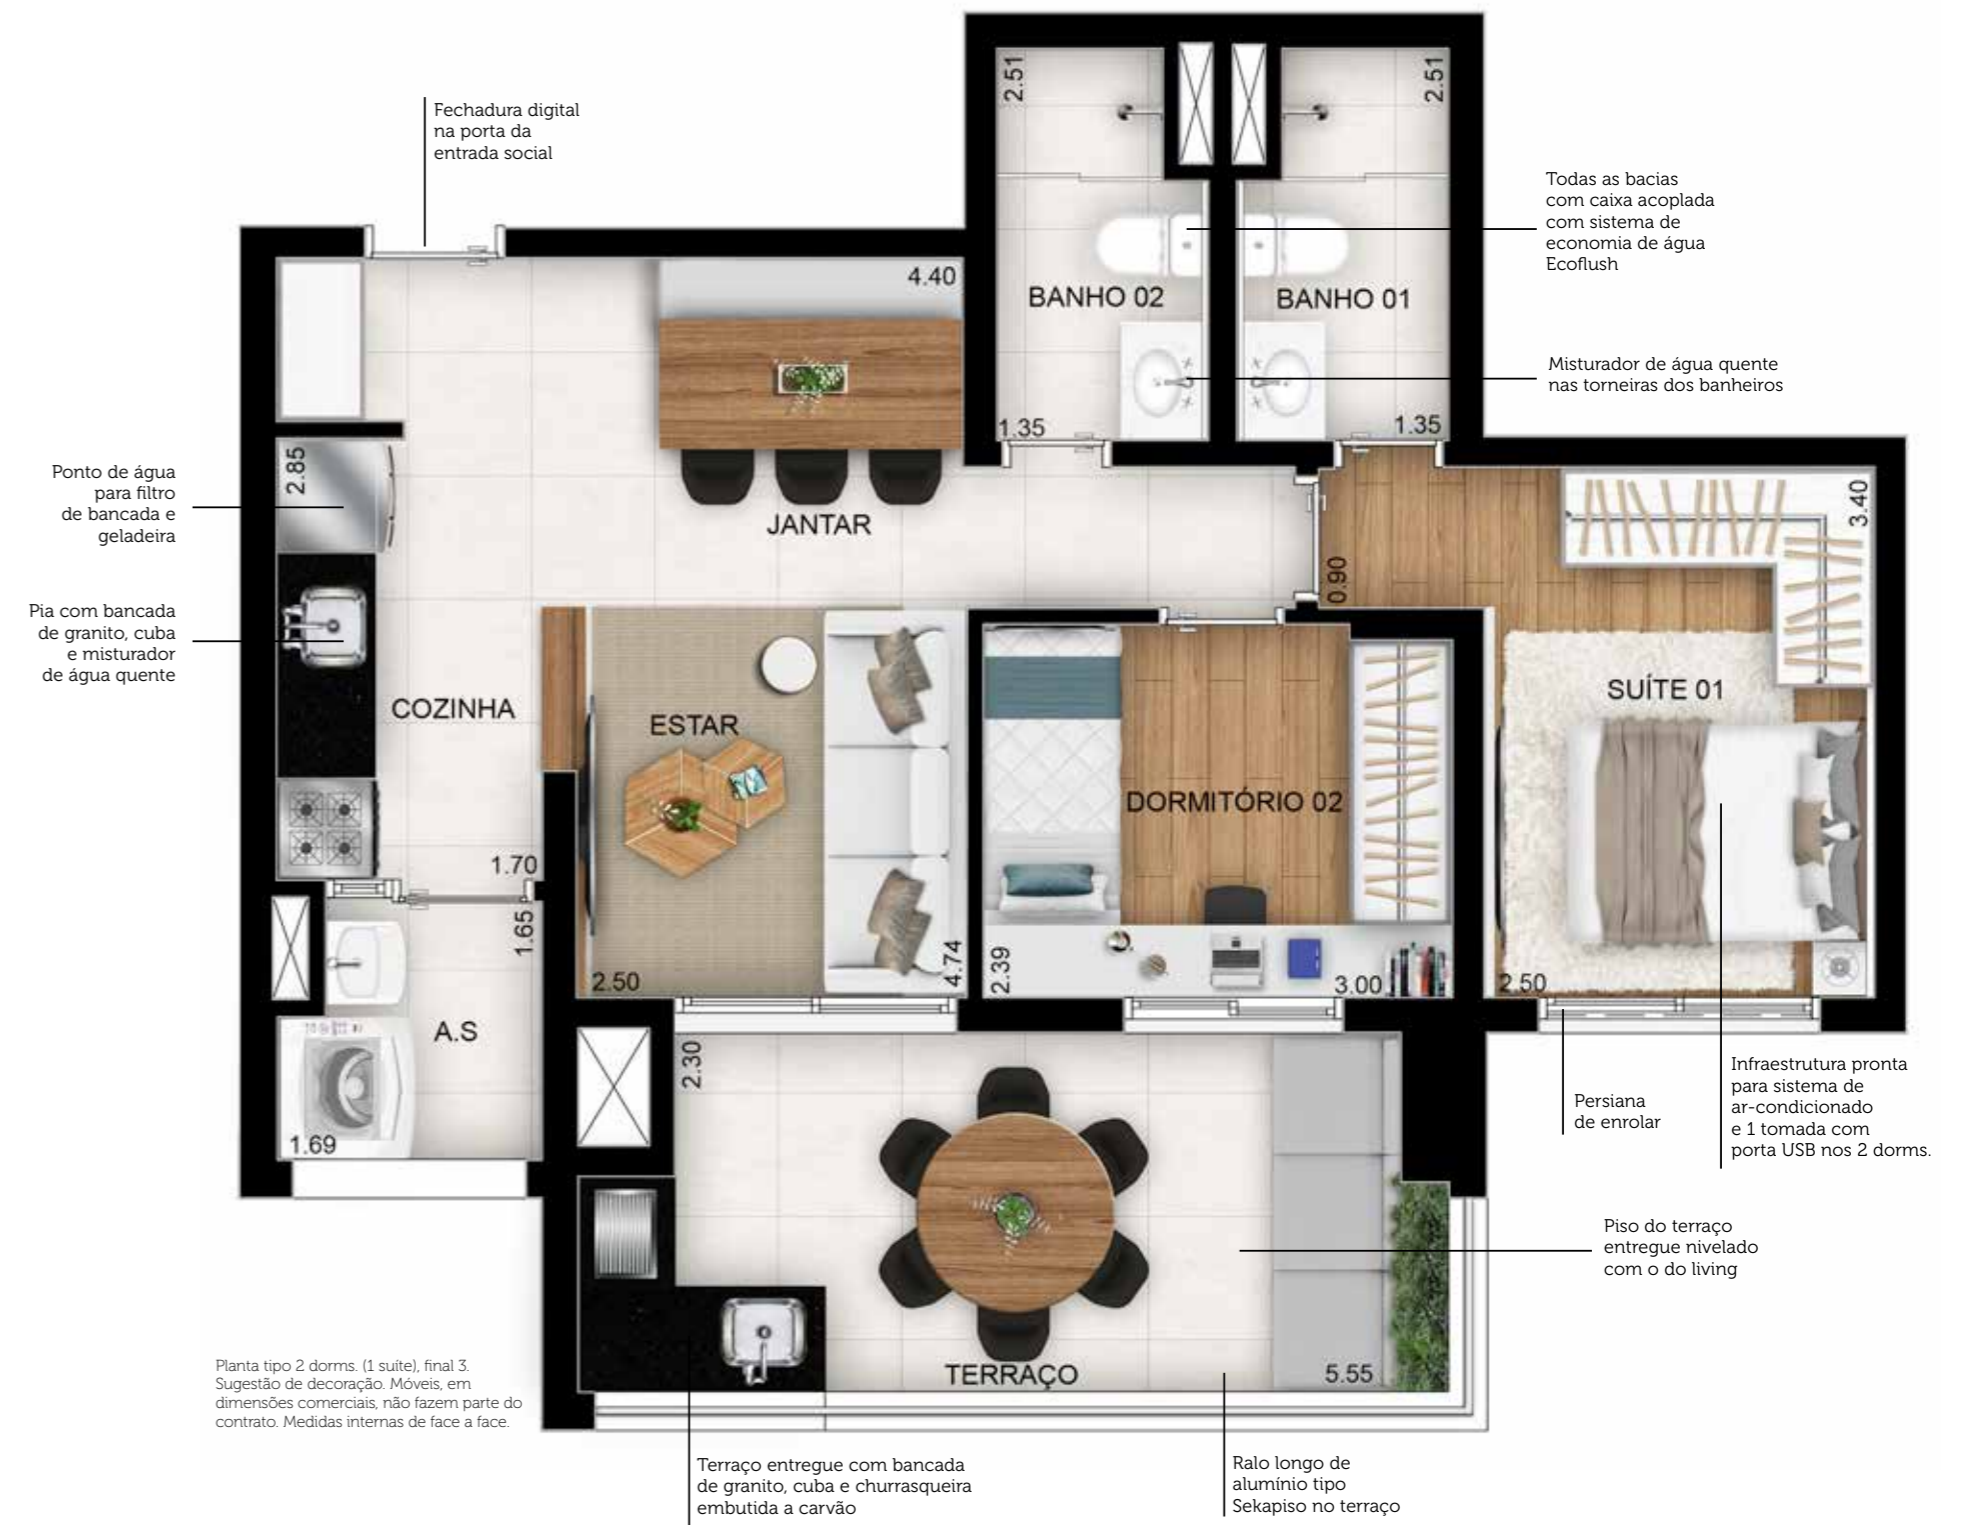 Fechadura digital
na porta da
entrada social
2.51
2.51
Todas as bacias
com caixa acoplada
com sistema de
economia de água
Ecoflush
4.40
BANHO 02
BANHO 01
Misturador de água quente
nas torneiras dos banheiros
1.35
1.35
Ponto de água
para filtro
de bancada e
geladeira
2.85
JANTAR
3.40
0.90
Pia com bancada
de granito, cuba
e misturador
de água quente
COZINHA
ESTAR
SUÍTE 01
DORMITÓRIO 02
1.70
1.65
2.50
4.74
2.39
3.00
2.50
A.S
1.69
2.30
Persiana
de enrolar
Infraestrutura pronta
para sistema de
ar-condicionado
e 1 tomada com
porta USB nos 2 dorms.
Piso do terraço
entregue nivelado
com o do living
TERRAÇO
5.55
Planta tipo 2 dorms. (1 suíte), final 3.
Sugestão de decoração. Móveis, em
dimensões comerciais, não fazem parte do
contrato. Medidas internas de face a face.
Terraço entregue com bancada
de granito, cuba e churrasqueira
embutida a carvão
Ralo longo de
alumínio tipo
Sekapiso no terraço